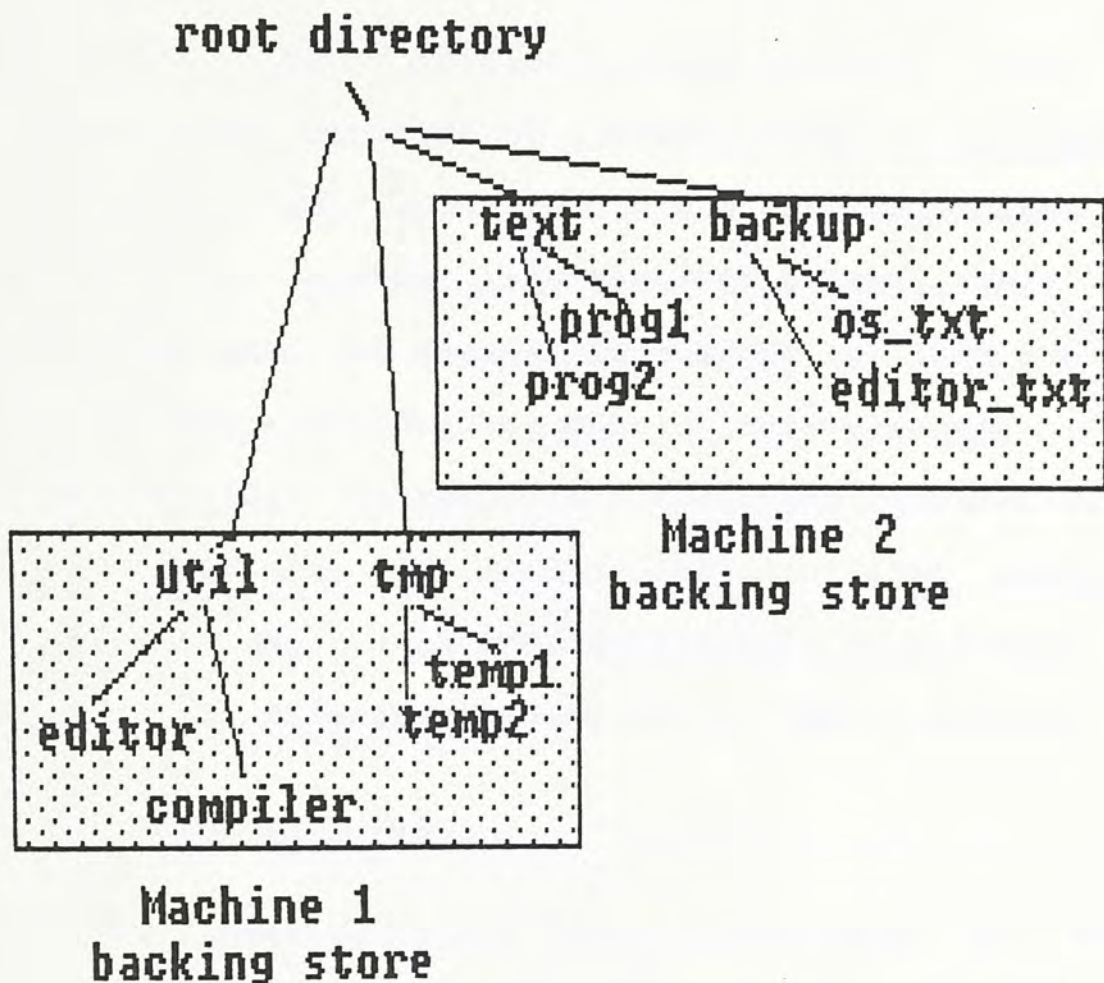 root directory
text backup
prog1 os_txt
prog2 editor_txt
Machine 2
backing store
util tmp
temp1
editor temp2
compiler
Machine 1
backing store